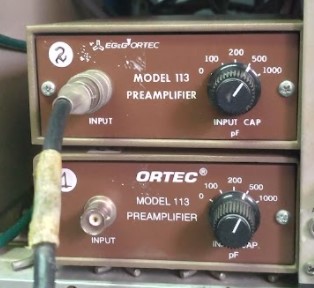 2
EG&G ORTEC
MODEL 113
PREAMPLIFIER
INPUT
0 100 200 500 1000
INPUT CAP
pF
1
ORTEC®
MODEL 113
PREAMPLIFIER
INPUT
0 100 200 500 1000
INPUT CAP.
pF